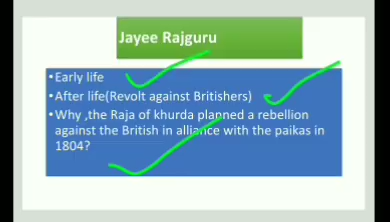 Jayee Rajguru
•Early life
•After life(Revolt against Britishers)
•Why ,the Raja of khurda planned a rebellion
against the British in alliance with the paikas in
1804?